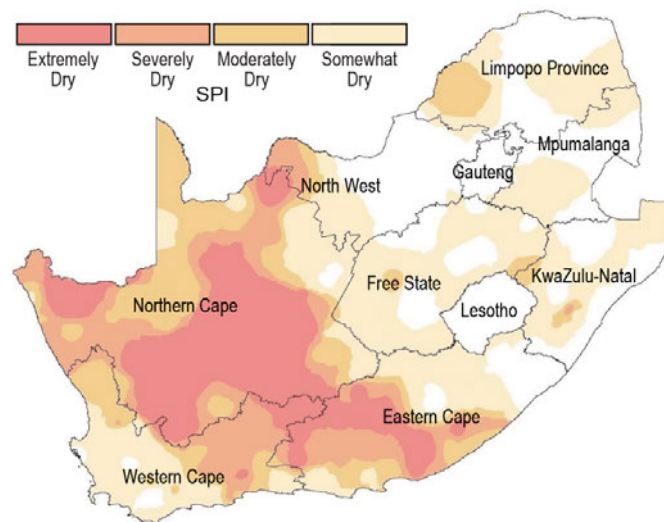 Extremely Dry
Severely Dry
Moderately Dry
Somewhat Dry
SPI
Limpopo Province
Mpumalanga
Gauteng
North West
Free State
KwaZulu-Natal
Lesotho
Northern Cape
Eastern Cape
Western Cape